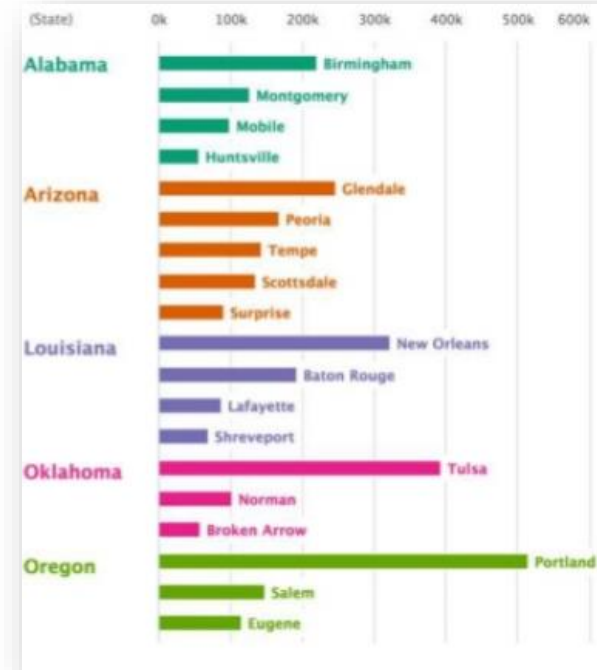 (State) 0k 100k 200k 300k 400k 500k 600k
Alabama Birmingham
Montgomery
Mobile
Huntsville
Arizona Glendale
Peoria
Tempe
Scottsdale
Surprise
Louisiana New Orleans
Baton Rouge
Lafayette
Shreveport
Oklahoma Tulsa
Norman
Broken Arrow
Oregon Portland
Salem
Eugene